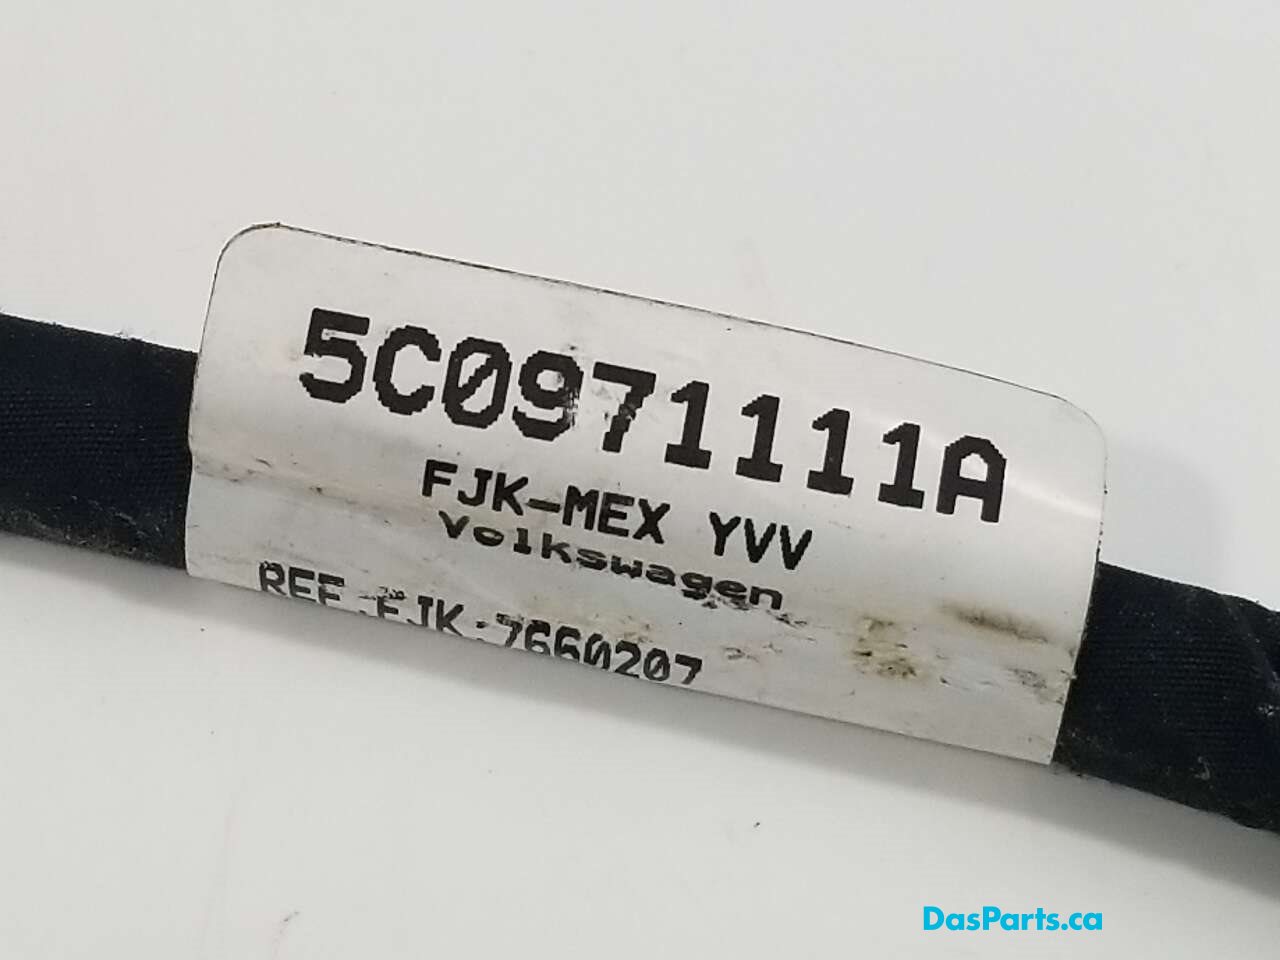 5C0971111A
FJK-MEX YVV
Volkswagen
REF.FJK.7660207
DasParts.ca